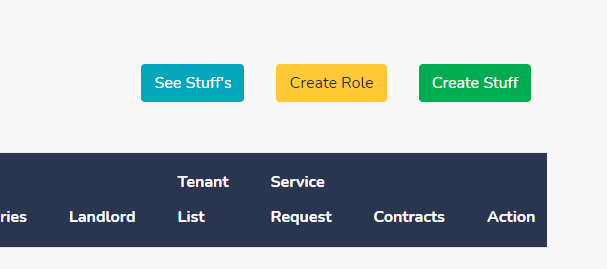 See Stuff's Create Role Create Stuff
Tenant Service
ries Landlord List Request Contracts Action